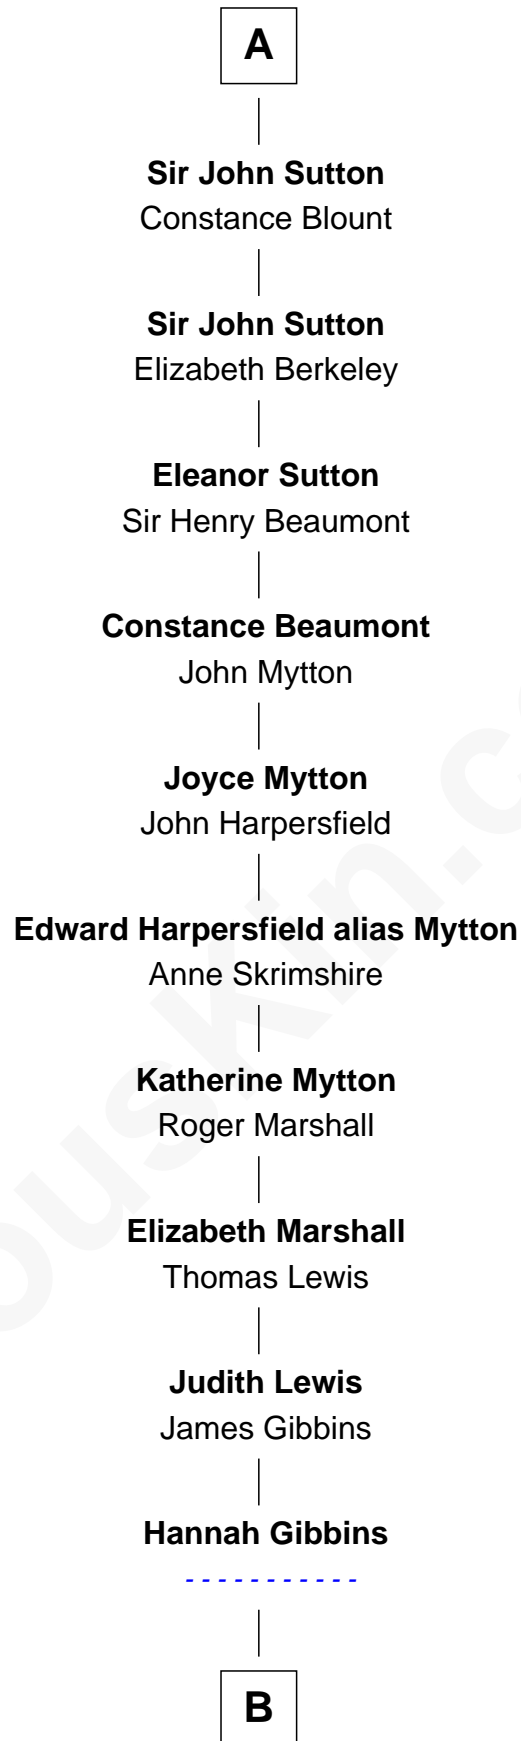 A
Sir John Sutton
Constance Blount
Sir John Sutton
Elizabeth Berkeley
Eleanor Sutton
Sir Henry Beaumont
Constance Beaumont
John Mytton
Joyce Mytton
John Harpersfield
Edward Harpersfield alias Mytton
Anne Skrimshire
Katherine Mytton
Roger Marshall
Elizabeth Marshall
Thomas Lewis
Judith Lewis
James Gibbins
Hannah Gibbins
- - - - - - - - - - -
B